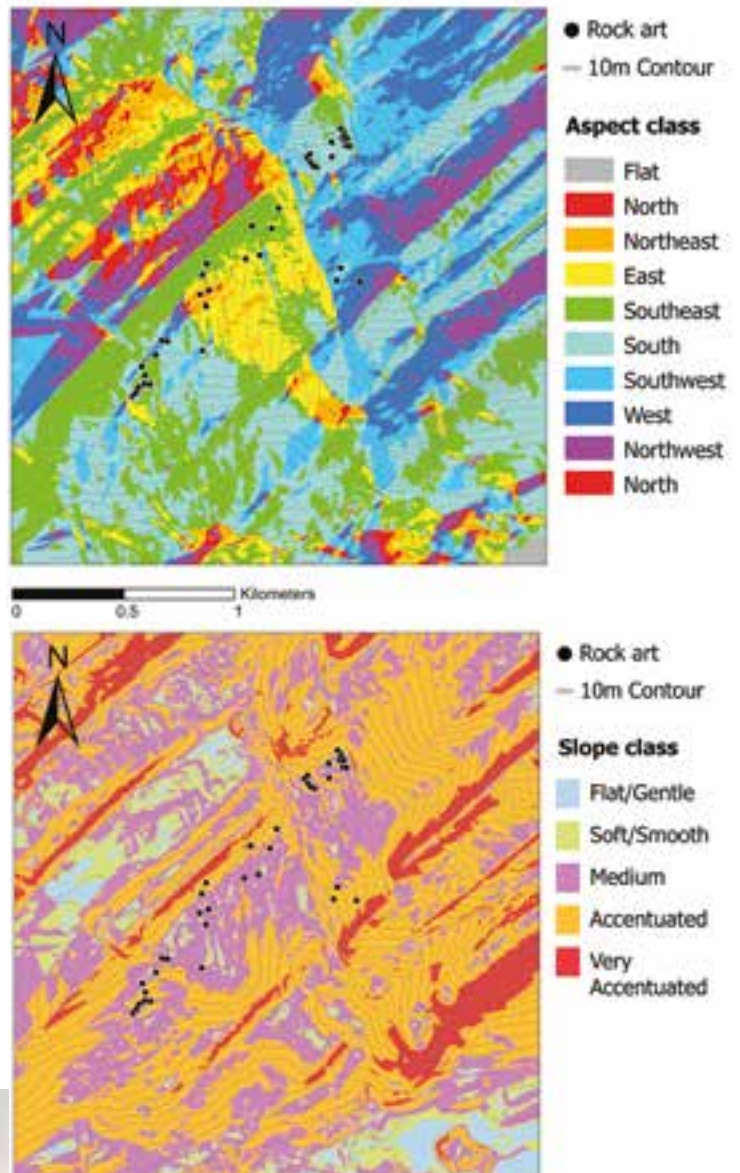 N
Rock art
10m Contour
Aspect class
Flat
North
Northeast
East
Southeast
South
Southwest
West
Northwest
North
Kilometers
0 0.5 1
N
Rock art
10m Contour
Slope class
Flat/Gentle
Soft/Smooth
Medium
Accentuated
Very
Accentuated